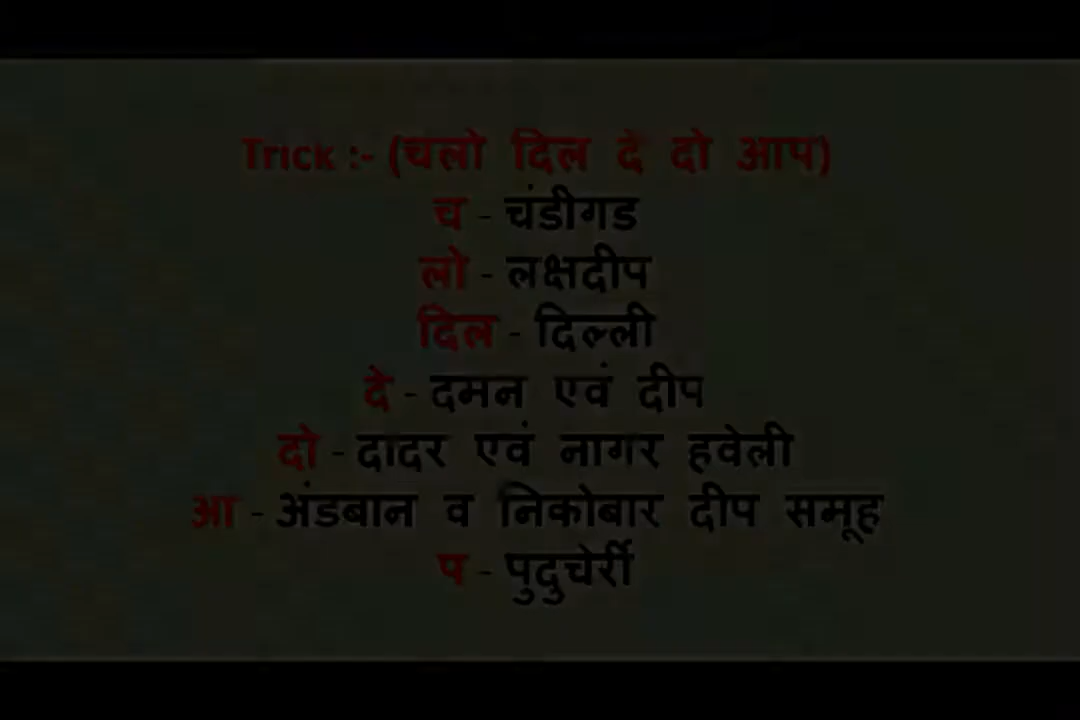 Trick :- (चलो दिल दे दो आप)
च - चंडीगड
लो - लक्षदीप
दिल - दिल्ली
दे - दमन एवं दीप
दो - दादर एवं नागर हवेली
आ - अंडबान व निकोबार दीप समूह
प - पुदुचेर्री